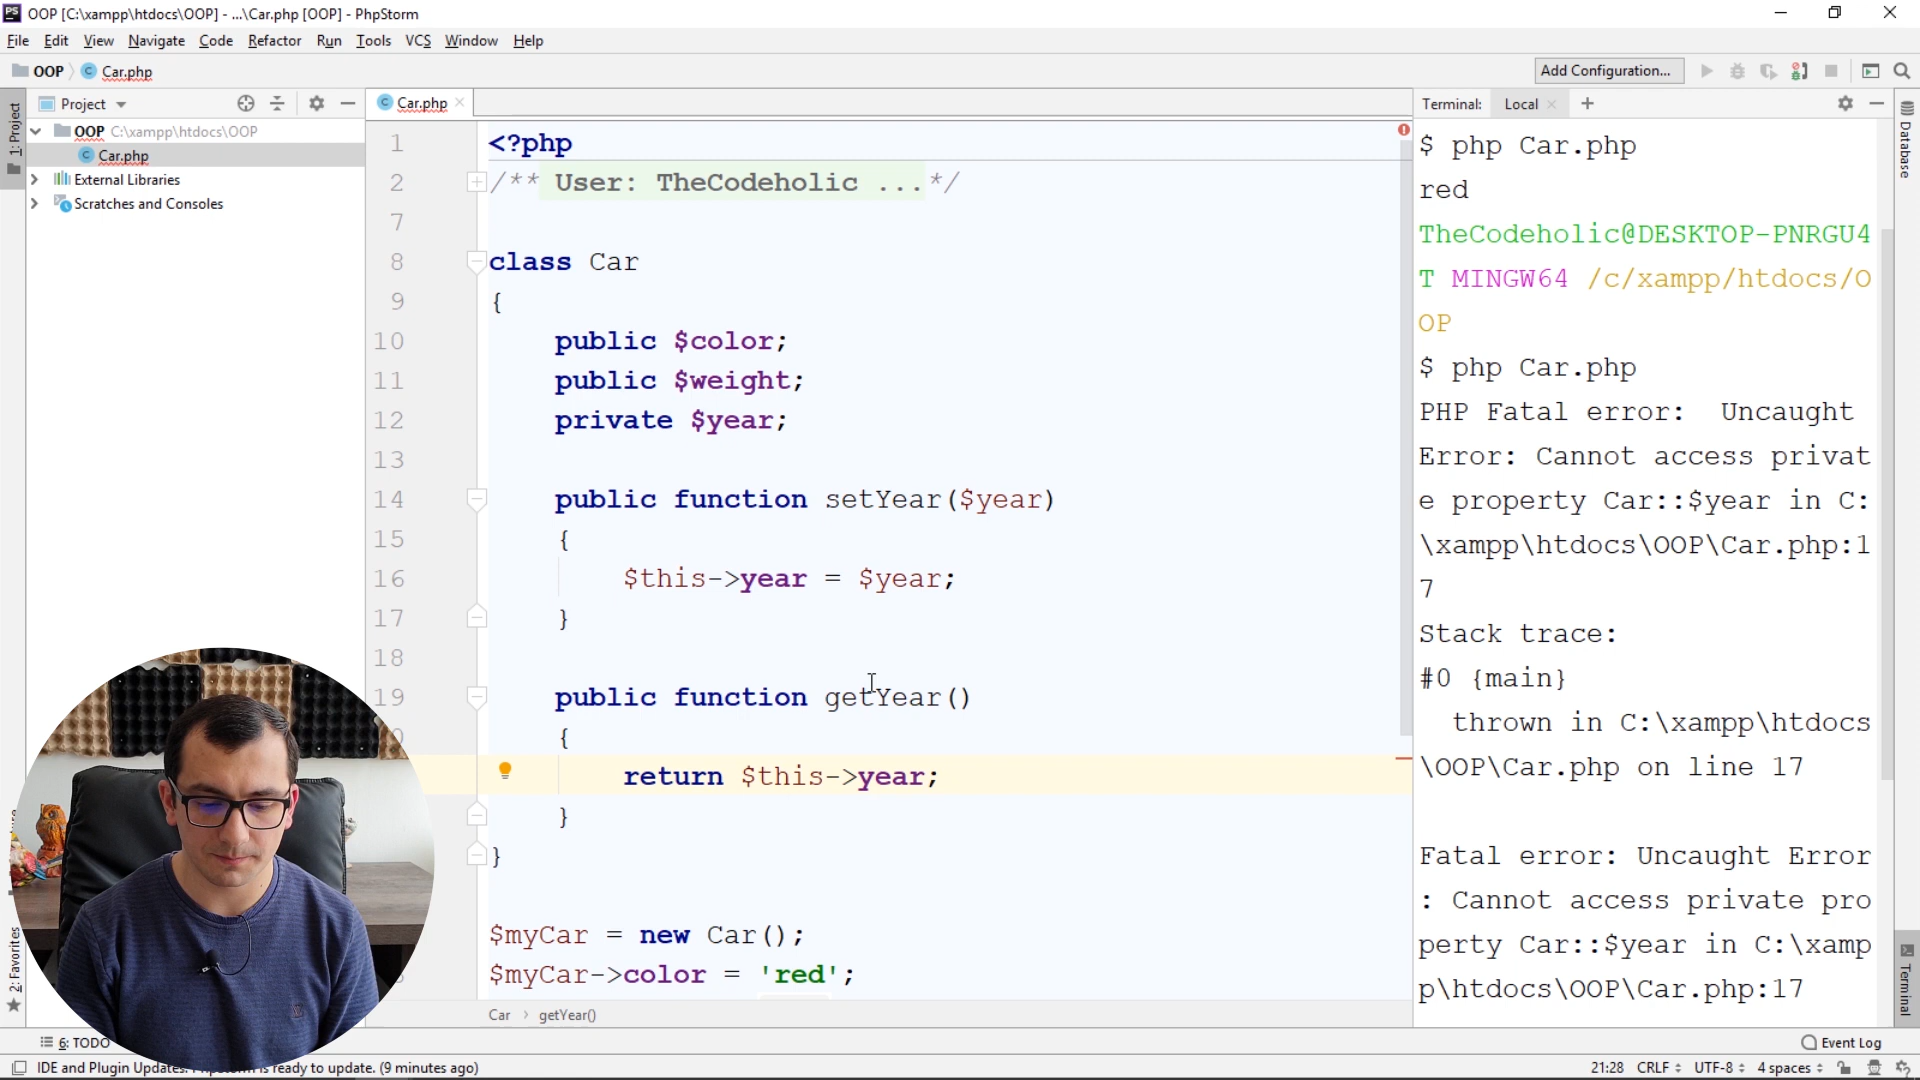 OOP [C:\xampp\htdocs\OOP] - ...\Car.php [OOP] - PhpStorm
File Edit View Navigate Code Refactor Run Tools VCS Window Help
OOP Car.php
Add Configuration...
Project
Car.php
Terminal: Local
1: Project
OOP C:\xampp\htdocs\OOP
Car.php
External Libraries
Scratches and Consoles
2: Favorites
1 <?php
2 /** User: TheCodeholic ...*/
7
8 class Car
9 {
10 public $color;
11 public $weight;
12 private $year;
13
14 public function setYear($year)
15 {
16 $this->year = $year;
17 }
18
19 public function getYear()
{
return $this->year;
}
}
$myCar = new Car();
$myCar->color = 'red';
Car getYear()
$ php Car.php
red
TheCodeholic@DESKTOP-PNRGU4
T MINGW64 /c/xampp/htdocs/O
OP
$ php Car.php
PHP Fatal error: Uncaught
Error: Cannot access privat
e property Car::$year in C:
\xampp\htdocs\OOP\Car.php:1
7
Stack trace:
#0 {main}
thrown in C:\xampp\htdocs
\OOP\Car.php on line 17
Fatal error: Uncaught Error
: Cannot access private pro
perty Car::$year in C:\xamp
p\htdocs\OOP\Car.php:17
Database
Terminal
6: TODO
Event Log
IDE and Plugin Updates: is ready to update. (9 minutes ago)
21:28 CRLF UTF-8 4 spaces